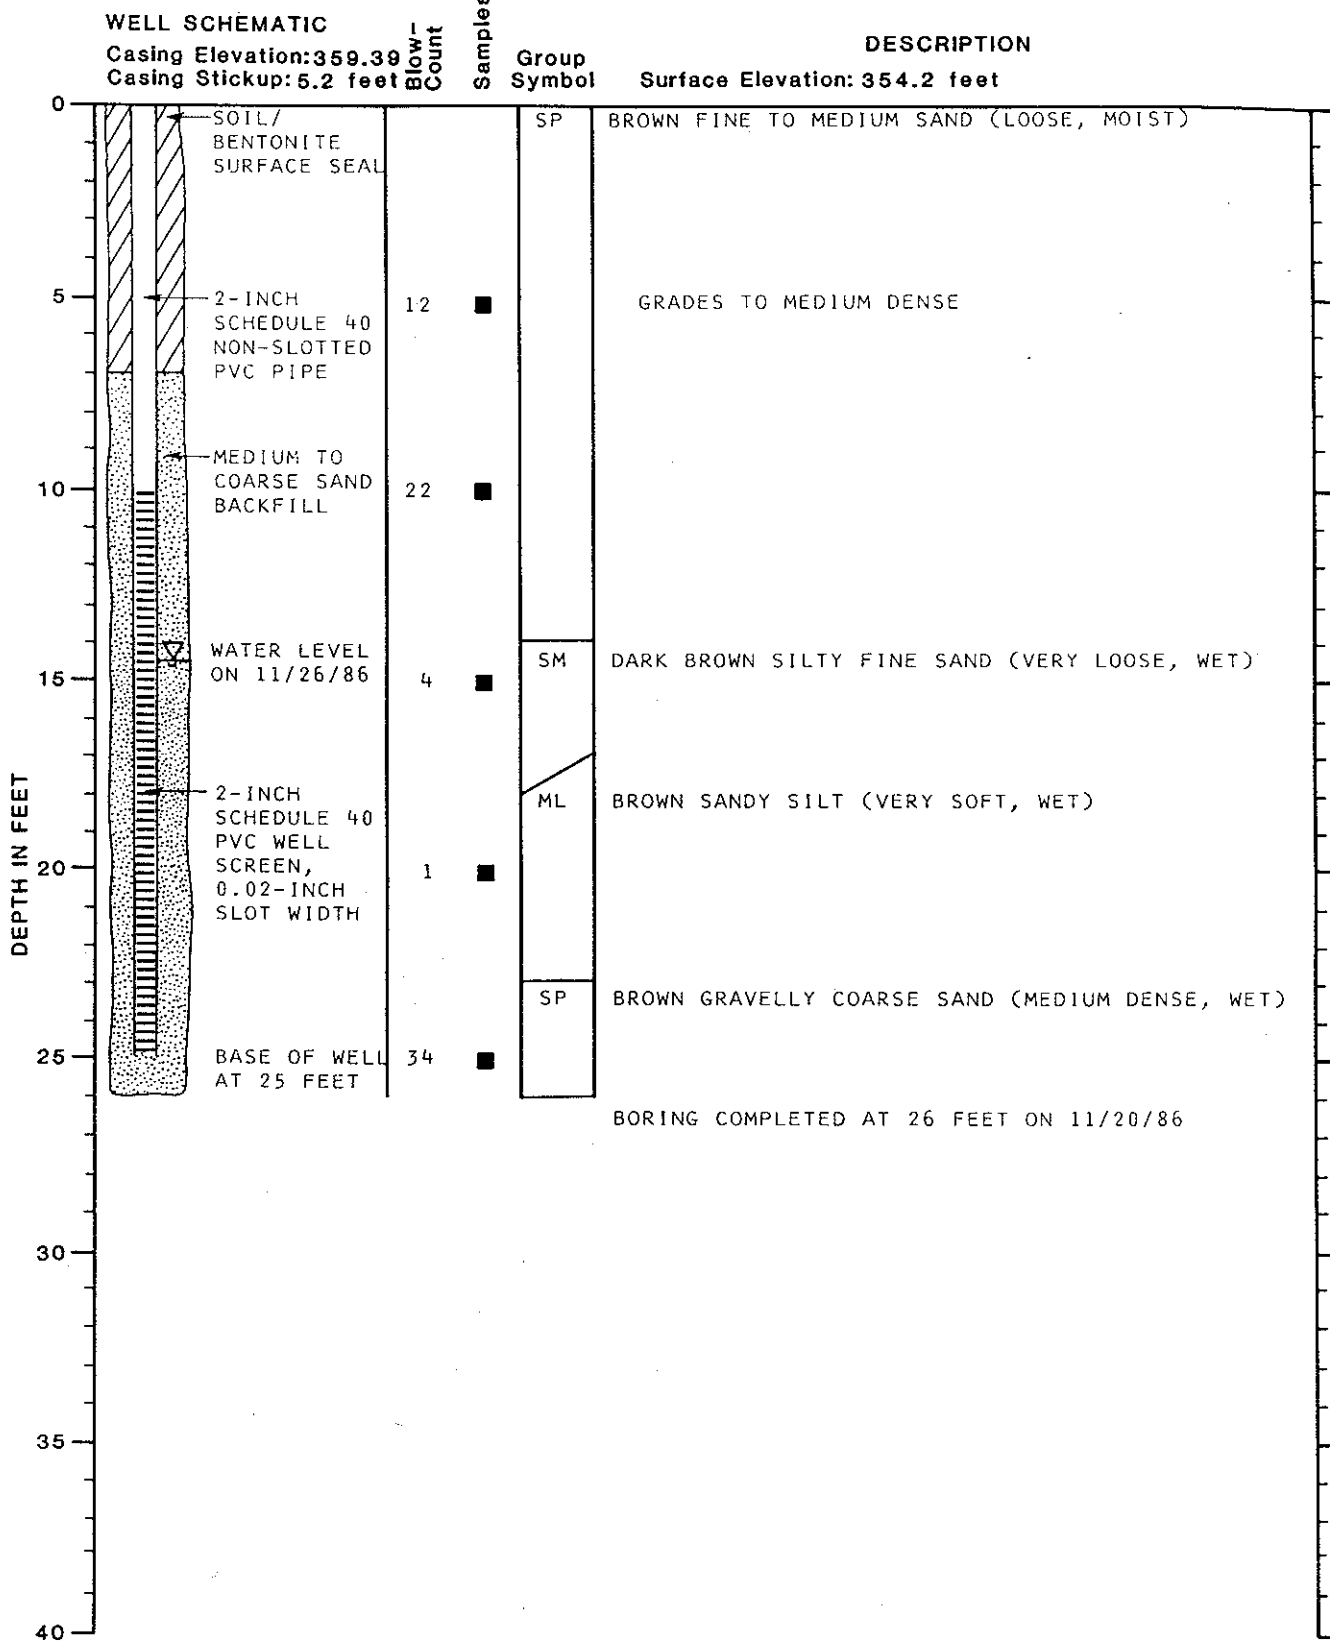 WELL SCHEMATIC
Casing Elevation: 359.39
Casing Stickup: 5.2 feet
Blow-
Count
Samples
Group
Symbol
DESCRIPTION
Surface Elevation: 354.2 feet
DEPTH IN FEET
0
SOIL/
BENTONITE
SURFACE SEAL
SP
BROWN FINE TO MEDIUM SAND (LOOSE, MOIST)
5
2-INCH
SCHEDULE 40
NON-SLOTTED
PVC PIPE
12
GRADES TO MEDIUM DENSE
MEDIUM TO
COARSE SAND
BACKFILL
10
22
WATER LEVEL
ON 11/26/86
SM
DARK BROWN SILTY FINE SAND (VERY LOOSE, WET)
15
4
2-INCH
SCHEDULE 40
PVC WELL
SCREEN,
0.02-INCH
SLOT WIDTH
ML
BROWN SANDY SILT (VERY SOFT, WET)
20
1
SP
BROWN GRAVELLY COARSE SAND (MEDIUM DENSE, WET)
25
BASE OF WELL
AT 25 FEET
34
BORING COMPLETED AT 26 FEET ON 11/20/86
30
35
40